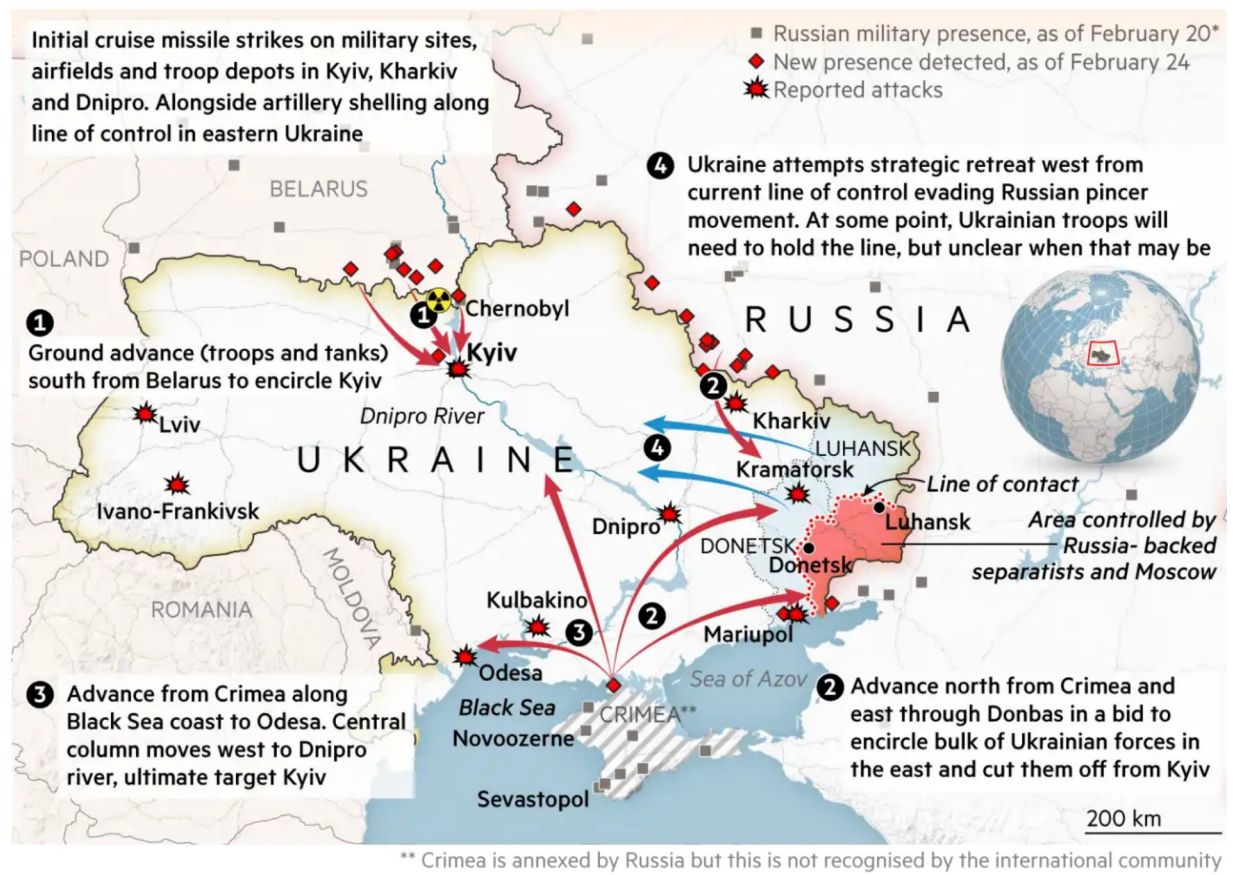 Initial cruise missile strikes on military sites,
airfields and troop depots in Kyiv, Kharkiv
and Dnipro. Alongside artillery shelling along
line of control in eastern Ukraine
Russian military presence, as of February 20*
New presence detected, as of February 24
Reported attacks
4 Ukraine attempts strategic retreat west from
current line of control evading Russian pincer
movement. At some point, Ukrainian troops will
need to hold the line, but unclear when that may be
BELARUS
POLAND
RUSSIA
1
Ground advance (troops and tanks)
south from Belarus to encircle Kyiv
1
Chernobyl
Kyiv
Dnipro River
Lviv
UKRAINE
Ivano-Frankivsk
2
Kharkiv
4
LUHANSK
Kramatorsk
Line of contact
Dnipro
Luhansk
DONETSK
Donetsk
Area controlled by
Russia- backed
separatists and Moscow
MOLDOVA
ROMANIA
Kulbakino
3
2
Mariupol
Odesa
Sea of Azov
Black Sea
CRIMEA**
Novoozerne
Sevastopol
3 Advance from Crimea along
Black Sea coast to Odesa. Central
column moves west to Dnipro
river, ultimate target Kyiv
2 Advance north from Crimea and
east through Donbas in a bid to
encircle bulk of Ukrainian forces in
the east and cut them off from Kyiv
200 km
** Crimea is annexed by Russia but this is not recognised by the international community